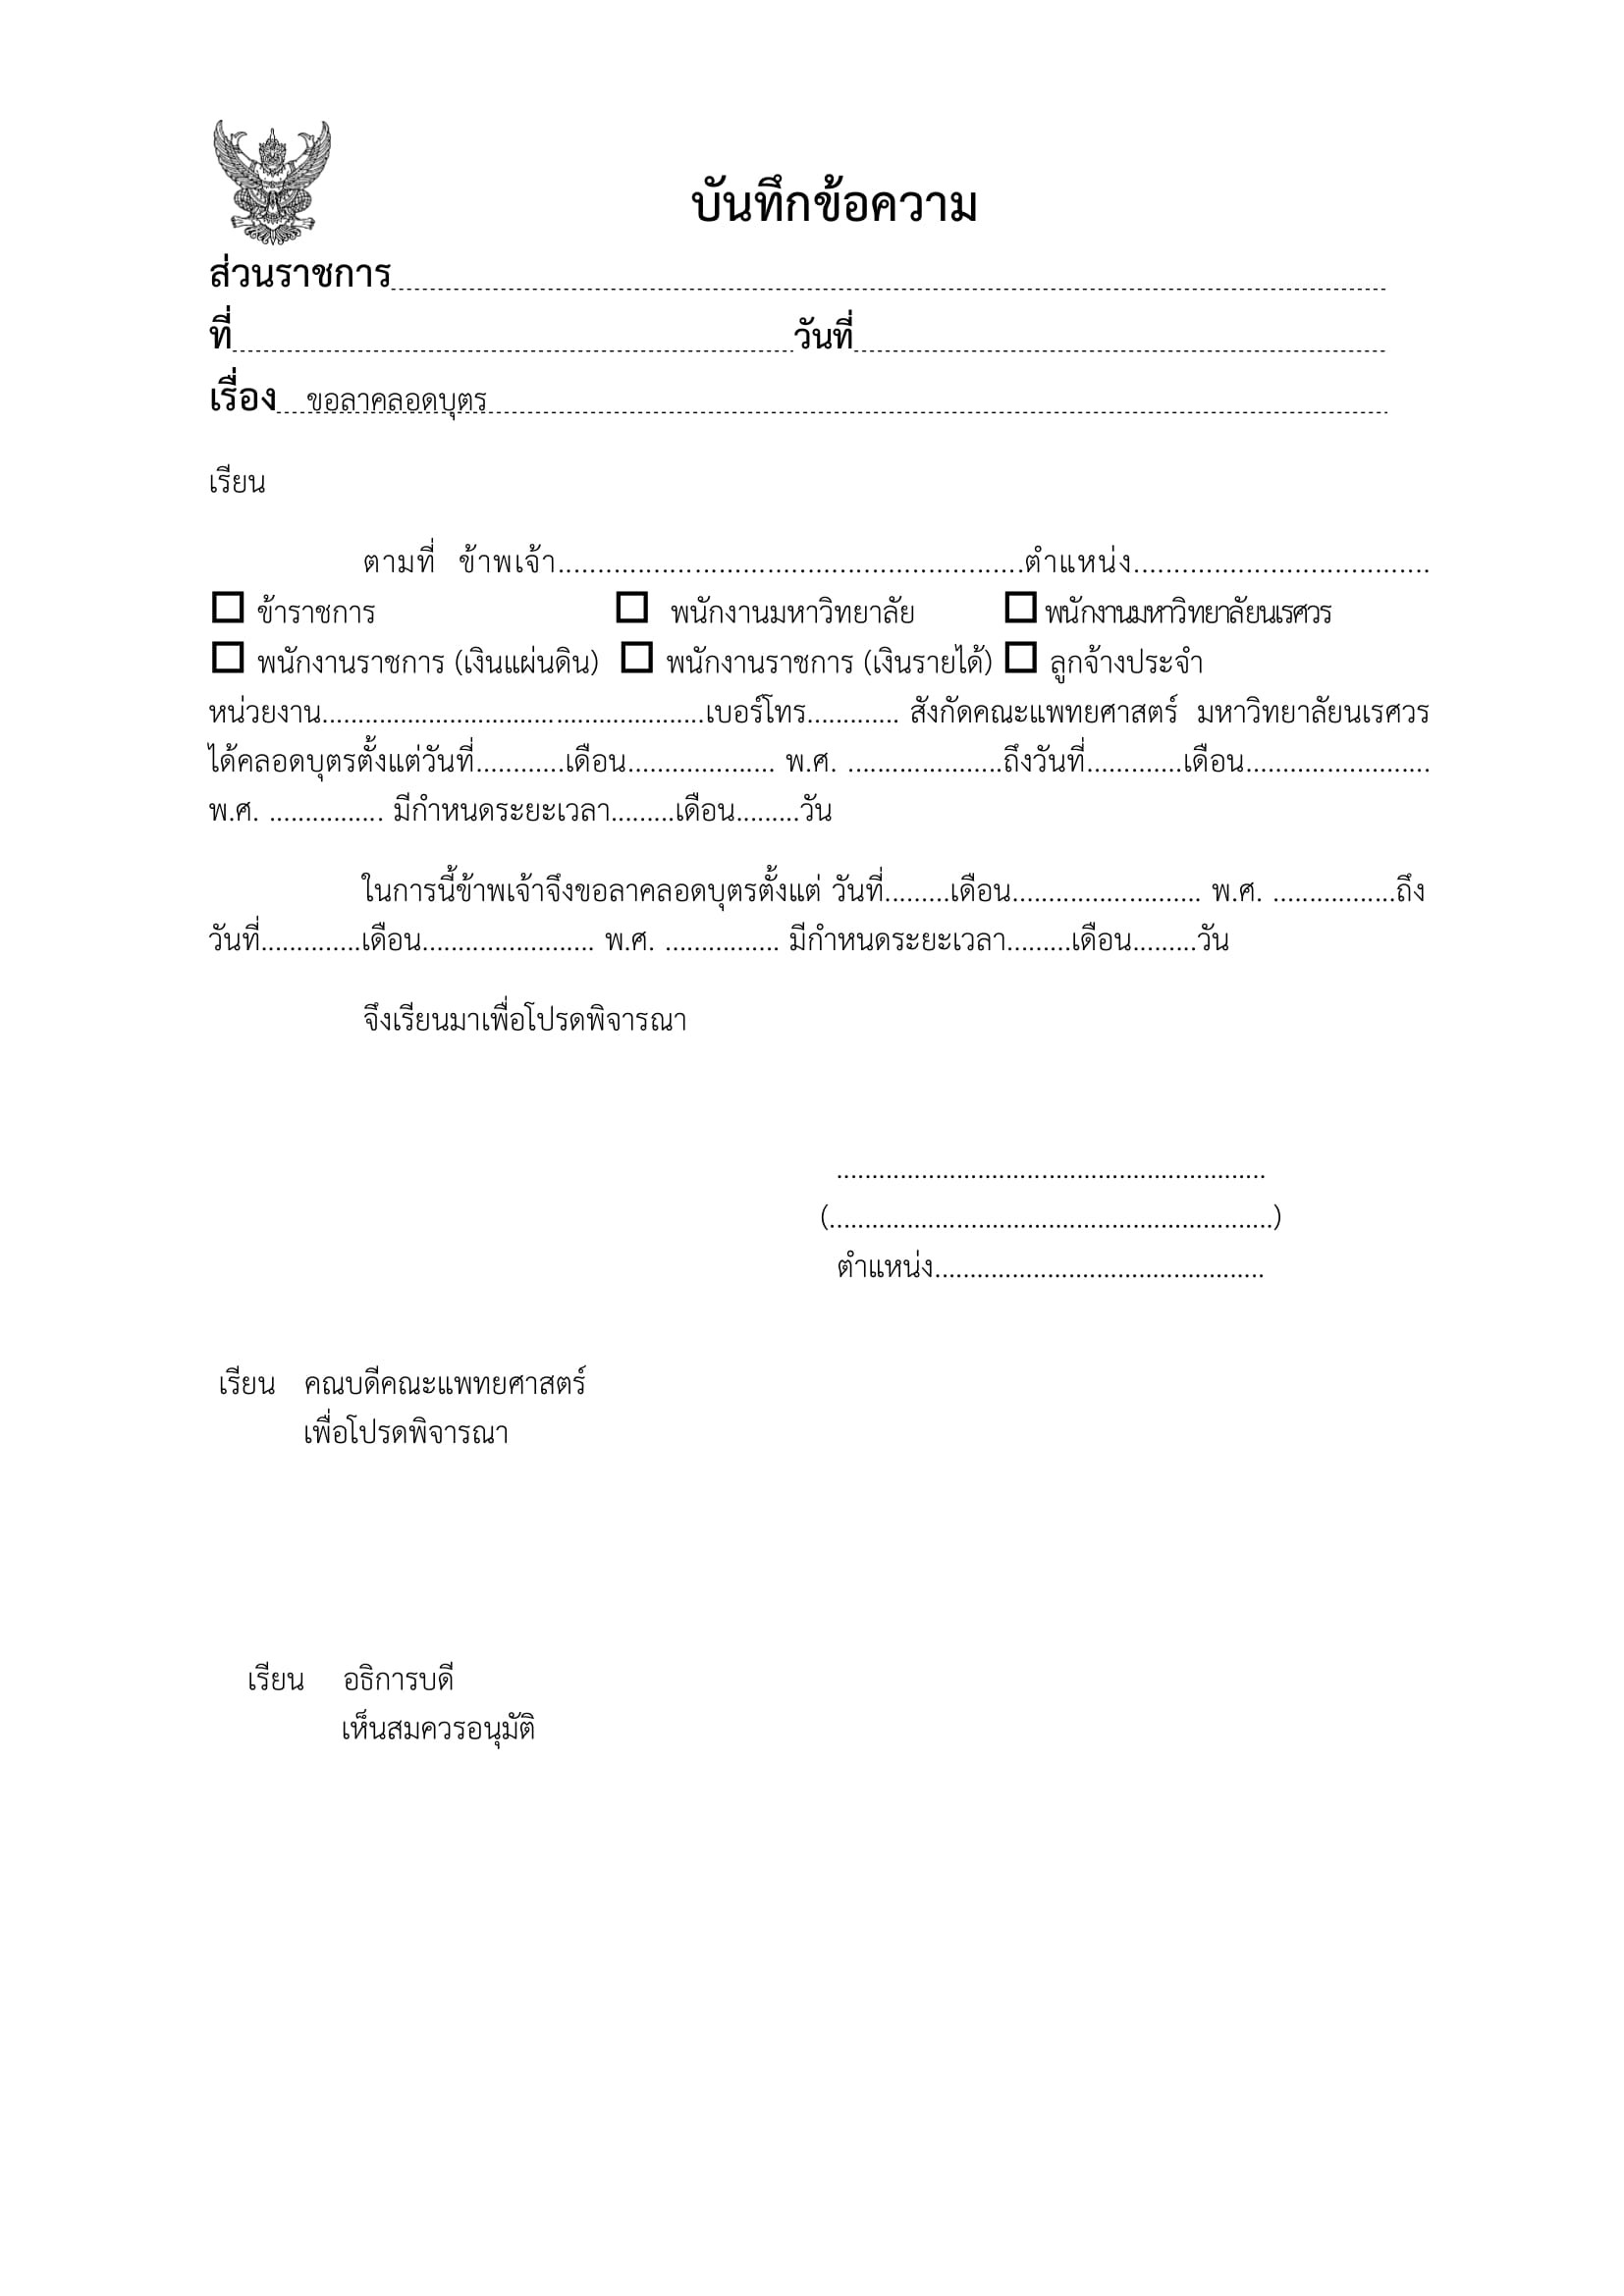 บันทึกข้อความ
ส่วนราชการ
ที่ วันที่
เรื่อง ขอลาคลอดบุตร
เรียน
ตามที่ ข้าพเจ้า......................................................ตำแหน่ง.....................................
☐ ข้าราชการ ☐ พนักงานมหาวิทยาลัย ☐ พนักงานมหาวิทยาลัยนเรศวร
☐ พนักงานราชการ (เงินแผ่นดิน) ☐ พนักงานราชการ (เงินรายได้) ☐ ลูกจ้างประจำ
หน่วยงาน......................................................เบอร์โทร............. สังกัดคณะแพทยศาสตร์ มหาวิทยาลัยนเรศวร
ได้คลอดบุตรตั้งแต่วันที่............เดือน.................... พ.ศ. .....................ถึงวันที่.............เดือน.........................
พ.ศ. ................ มีกำหนดระยะเวลา.........เดือน.........วัน
ในการนี้ข้าพเจ้าจึงขอลาคลอดบุตรตั้งแต่ วันที่.........เดือน.......................... พ.ศ. .................ถึง
วันที่..............เดือน........................ พ.ศ. ................ มีกำหนดระยะเวลา.........เดือน.........วัน
จึงเรียนมาเพื่อโปรดพิจารณา
.............................................................
(...............................................................)
ตำแหน่ง...............................................
เรียน คณบดีคณะแพทยศาสตร์
เพื่อโปรดพิจารณา
เรียน อธิการบดี
เห็นสมควรอนุมัติ